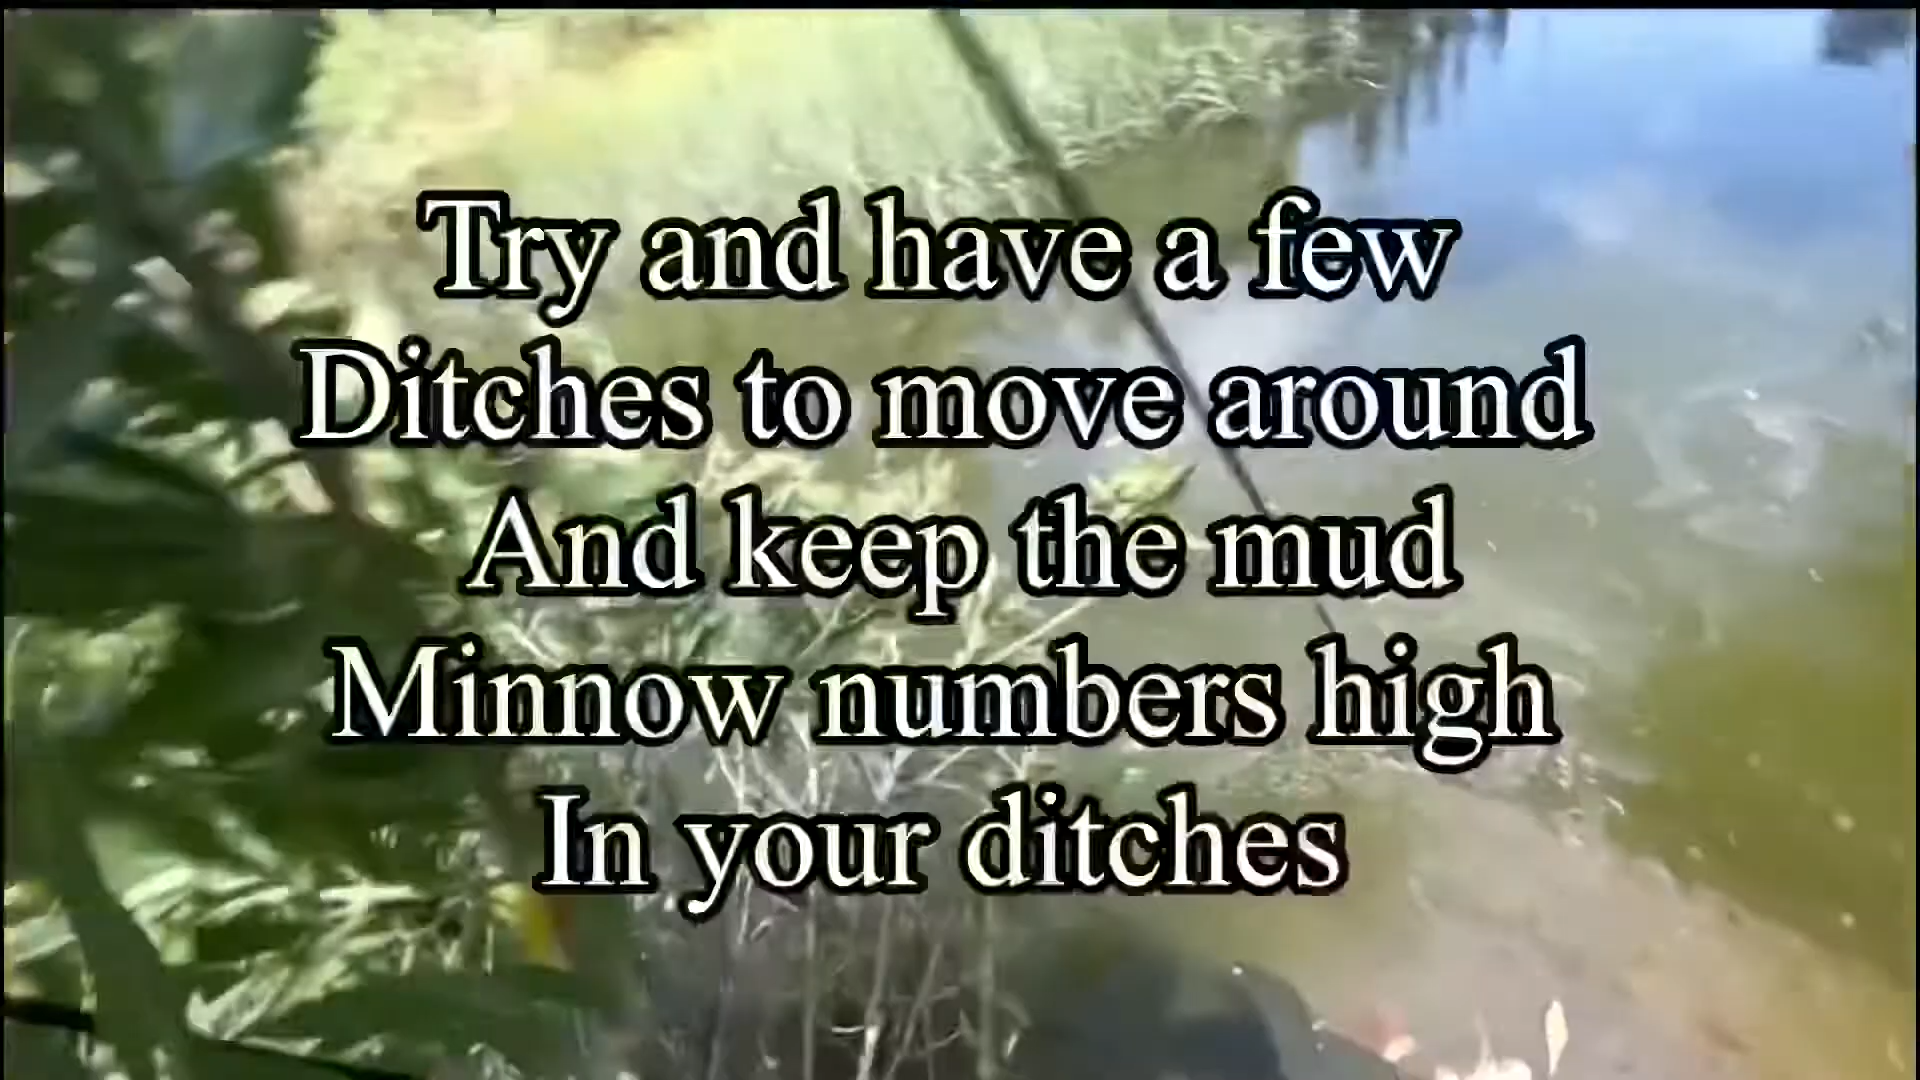 Try and have a few
Ditches to move around
And keep the mud
Minnow numbers high
In your ditches